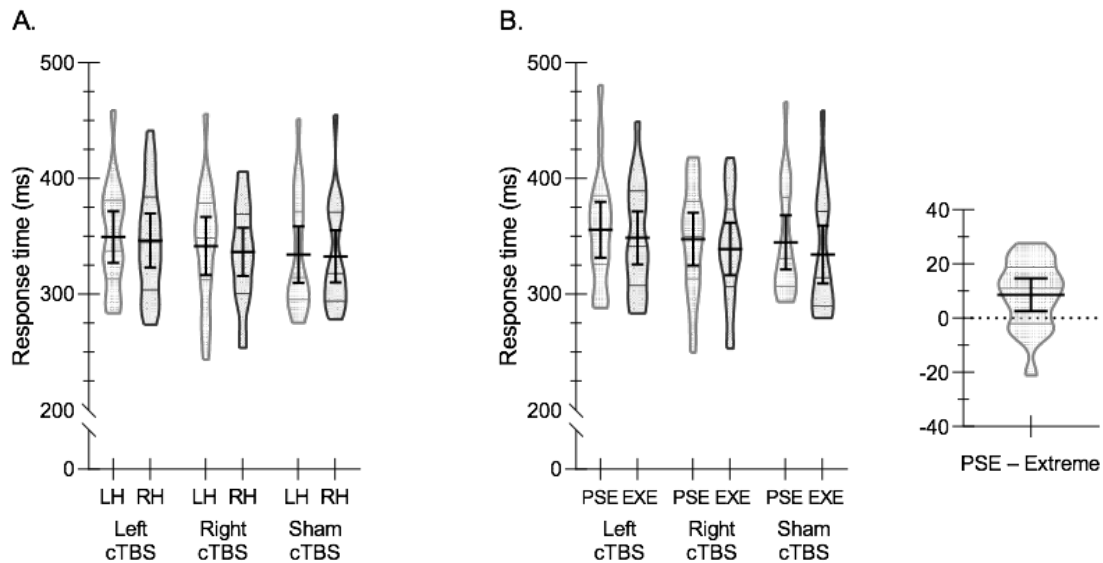 A.
Response time (ms)
500
400
300
200
0
LH RH LH RH LH RH
Left Right Sham
cTBS cTBS cTBS
B.
Response time (ms)
500
400
300
200
0
PSE EXE PSE EXE PSE EXE
Left Right Sham
cTBS cTBS cTBS
40
20
0
-20
-40
PSE – Extreme